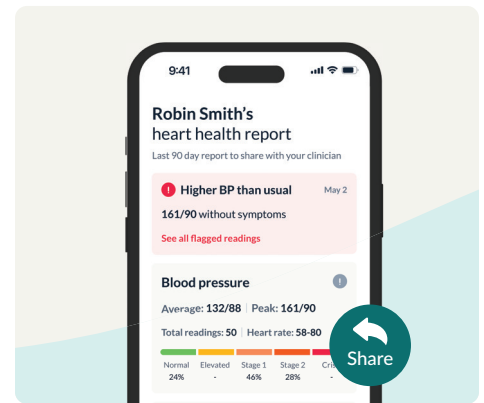 9:41
Robin Smith's
heart health report
Last 90 day report to share with your clinician
Higher BP than usual May 2
161/90 without symptoms
See all flagged readings
Blood pressure
Average: 132/88 | Peak: 161/90
Total readings: 50 | Heart rate: 58-80
Normal Elevated Stage 1 Stage 2
24% - 46% 28% -
Share